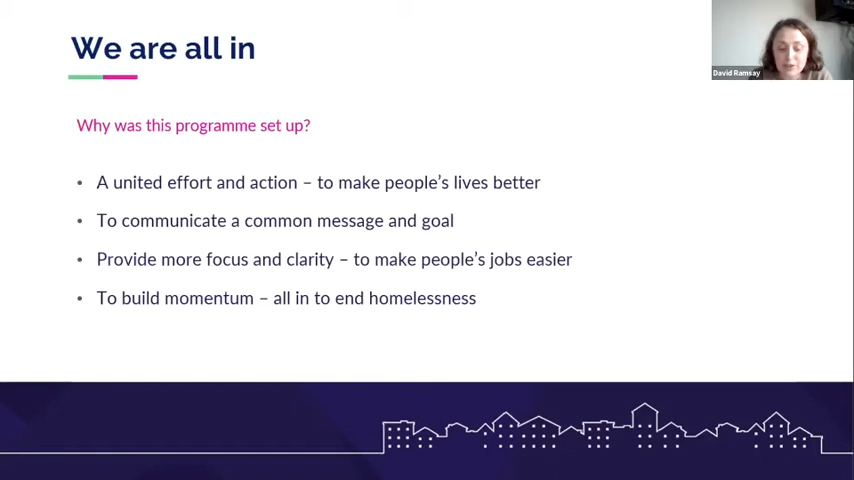 We are all in
David Ramsay
Why was this programme set up?
• A united effort and action – to make people's lives better
• To communicate a common message and goal
• Provide more focus and clarity – to make people's jobs easier
• To build momentum – all in to end homelessness